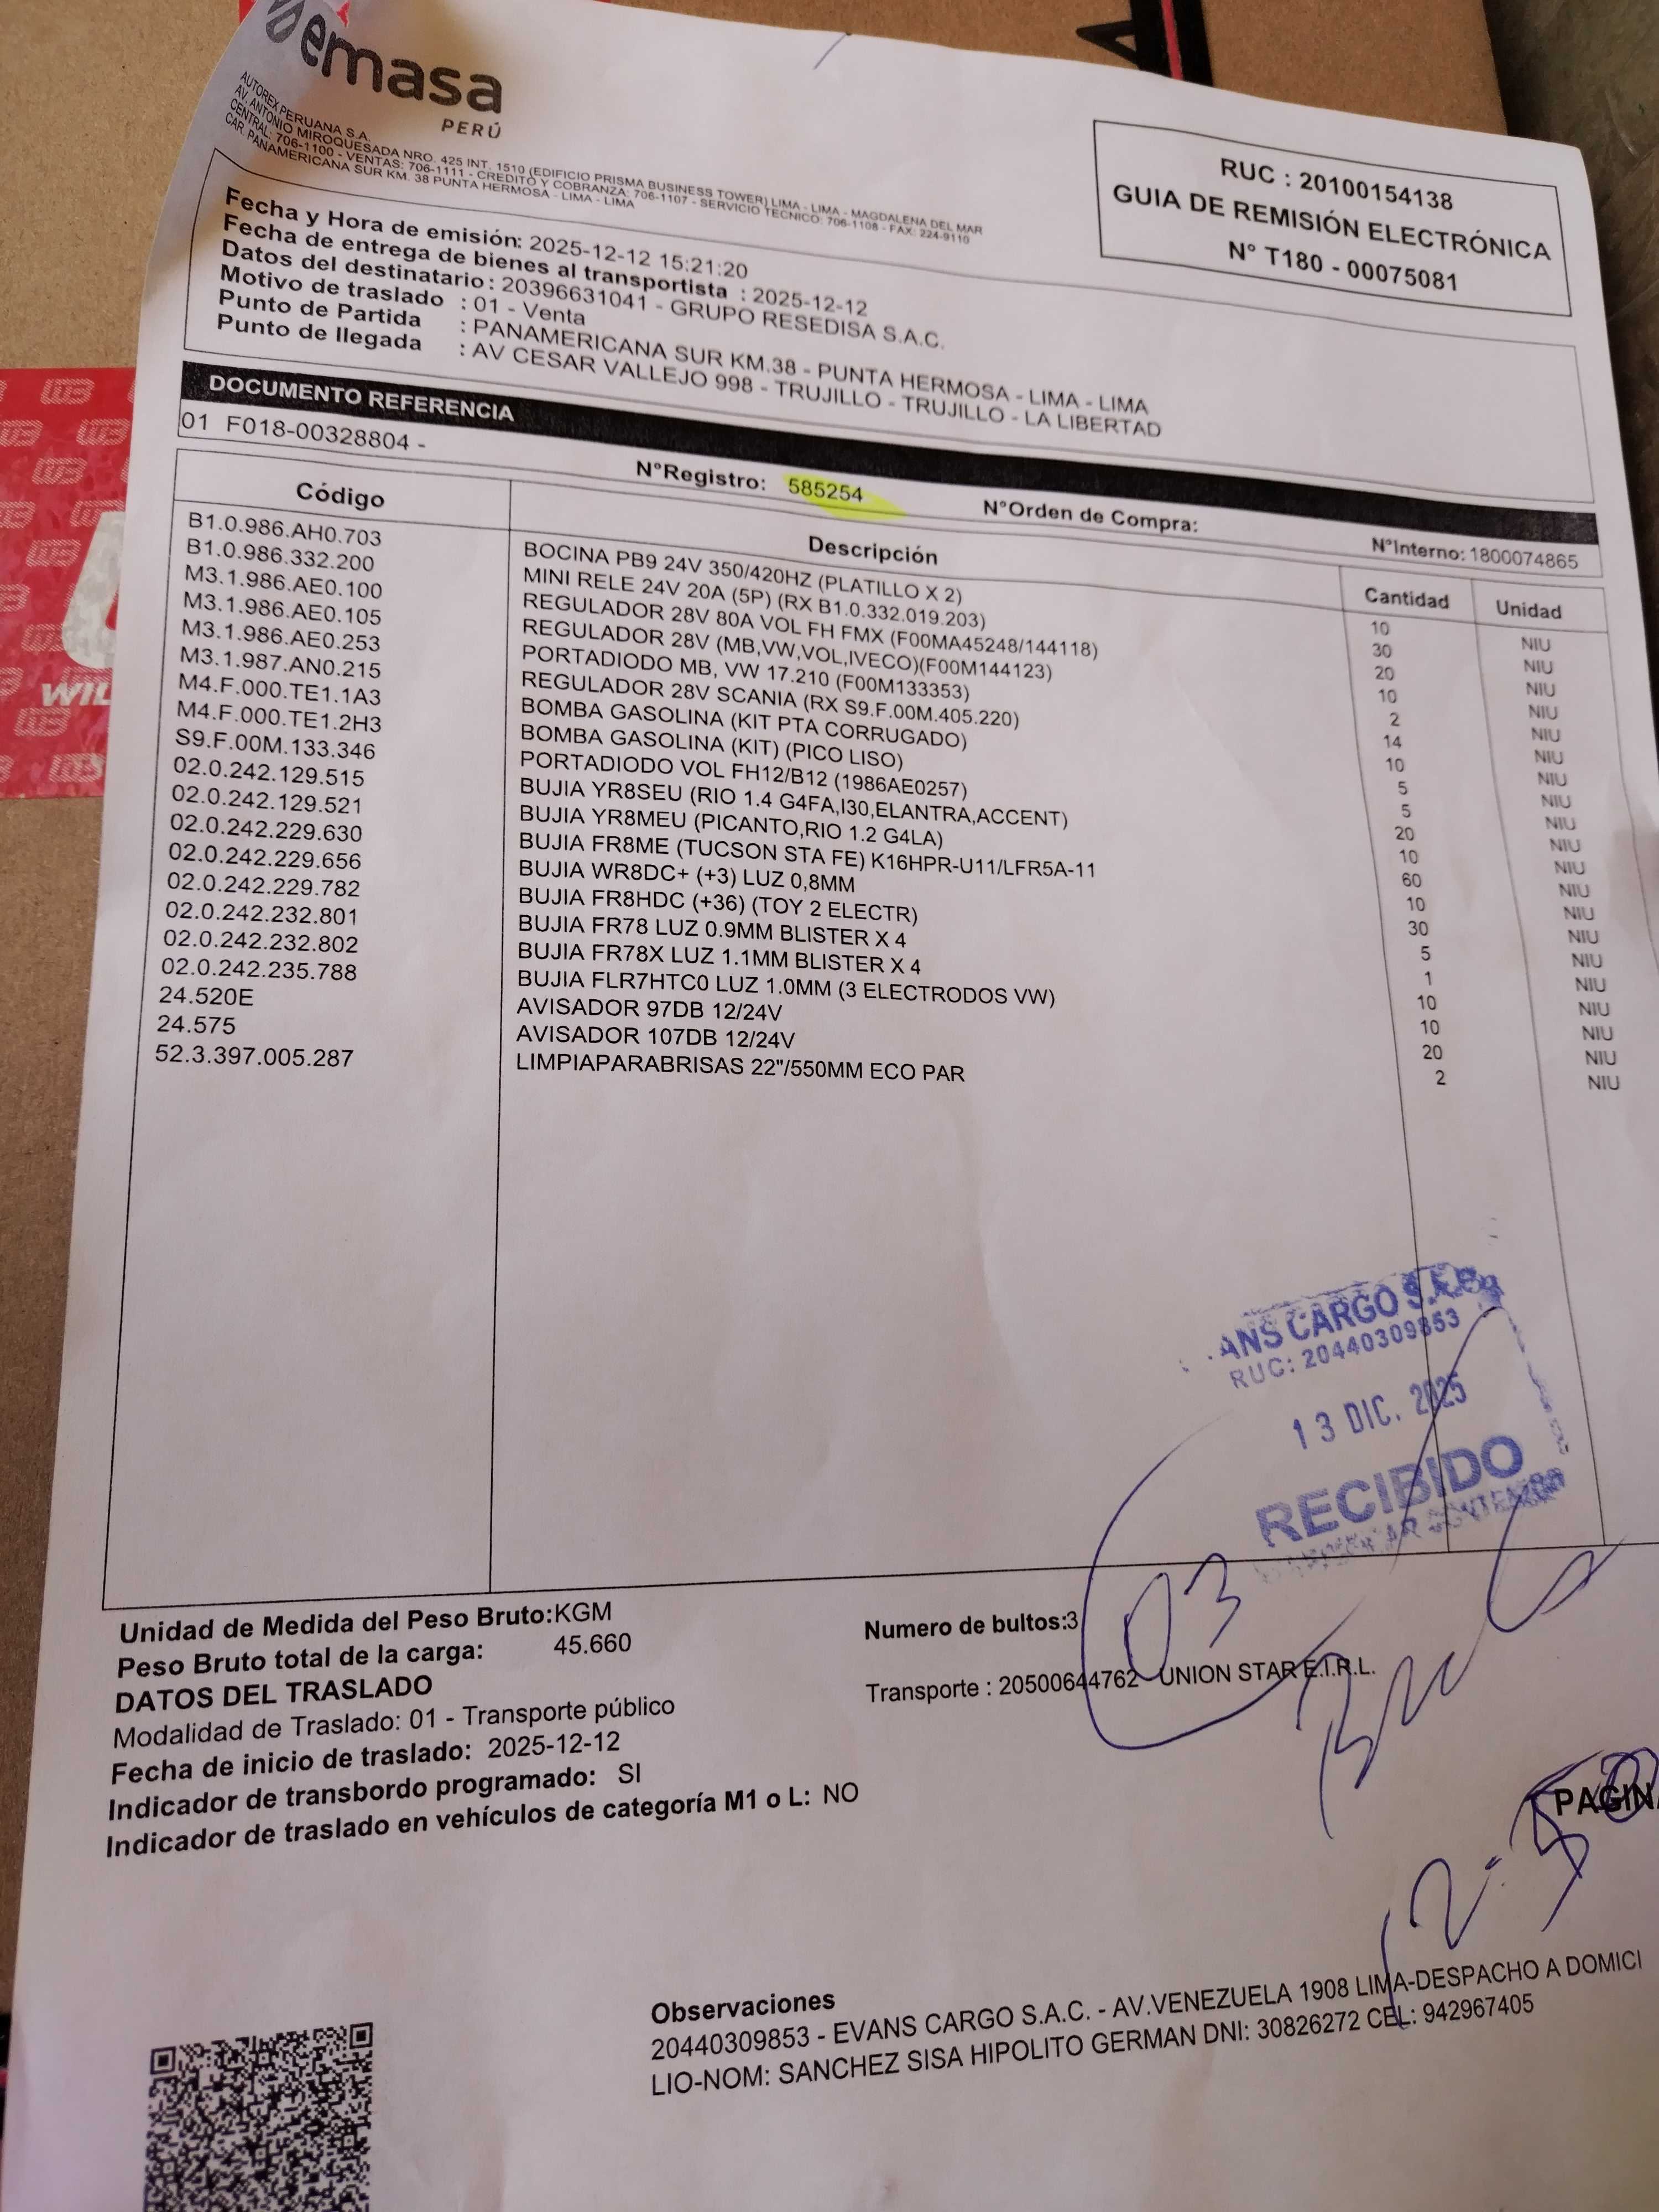 emasa
PERÚ
AUTOREX PERUANA S.A.
AV. ANTONIO MIROQUESADA NRO. 425 INT. 1510 (EDIFICIO PRISMA BUSINESS TOWER) LIMA - LIMA - MAGDALENA DEL MAR
CENTRAL: 706-1100 - VENTAS: 706-1111 - CREDITO Y COBRANZA: 706-1107 - SERVICIO TECNICO: 706-1108 - FAX: 224-9110
CAR. PANAMERICANA SUR KM. 38 PUNTA HERMOSA - LIMA - LIMA
RUC : 20100154138
GUIA DE REMISIÓN ELECTRÓNICA
N° T180 - 00075081
Fecha y Hora de emisión: 2025-12-12 15:21:20
Fecha de entrega de bienes al transportista : 2025-12-12
Datos del destinatario: 20396631041 - GRUPO RESEDISA S.A.C.
Motivo de traslado : 01 - Venta
Punto de Partida : PANAMERICANA SUR KM.38 - PUNTA HERMOSA - LIMA - LIMA
Punto de llegada : AV CESAR VALLEJO 998 - TRUJILLO - TRUJILLO - LA LIBERTAD
DOCUMENTO REFERENCIA
01 F018-00328804 - N°Registro: 585254 N°Orden de Compra: N°Interno: 1800074865
Código Descripción Cantidad Unidad
B1.0.986.AH0.703 BOCINA PB9 24V 350/420HZ (PLATILLO X 2) 10 NIU
B1.0.986.332.200 MINI RELE 24V 20A (5P) (RX B1.0.332.019.203) 30 NIU
M3.1.986.AE0.100 REGULADOR 28V 80A VOL FH FMX (F00MA45248/144118) 20 NIU
M3.1.986.AE0.105 REGULADOR 28V (MB,VW,VOL,IVECO)(F00M144123) 10 NIU
M3.1.986.AE0.253 PORTADIODO MB, VW 17.210 (F00M133353) 2 NIU
M3.1.987.AN0.215 REGULADOR 28V SCANIA (RX S9.F.00M.405.220) 14 NIU
M4.F.000.TE1.1A3 BOMBA GASOLINA (KIT PTA CORRUGADO) 10 NIU
M4.F.000.TE1.2H3 BOMBA GASOLINA (KIT) (PICO LISO) 5 NIU
S9.F.00M.133.346 PORTADIODO VOL FH12/B12 (1986AE0257) 5 NIU
02.0.242.129.515 BUJIA YR8SEU (RIO 1.4 G4FA,I30,ELANTRA,ACCENT) 20 NIU
02.0.242.129.521 BUJIA YR8MEU (PICANTO,RIO 1.2 G4LA) 10 NIU
02.0.242.229.630 BUJIA FR8ME (TUCSON STA FE) K16HPR-U11/LFR5A-11 60 NIU
02.0.242.229.656 BUJIA WR8DC+ (+3) LUZ 0,8MM 10 NIU
02.0.242.229.782 BUJIA FR8HDC (+36) (TOY 2 ELECTR) 30 NIU
02.0.242.232.801 BUJIA FR78 LUZ 0.9MM BLISTER X 4 5 NIU
02.0.242.232.802 BUJIA FR78X LUZ 1.1MM BLISTER X 4 1 NIU
02.0.242.235.788 BUJIA FLR7HTC0 LUZ 1.0MM (3 ELECTRODOS VW) 10 NIU
24.520E AVISADOR 97DB 12/24V 10 NIU
24.575 AVISADOR 107DB 12/24V 20 NIU
52.3.397.005.287 LIMPIAPARABRISAS 22"/550MM ECO PAR 2 NIU
ANS CARGO S.A.C.
RUC: 20440309853
13 DIC. 2025
RECIBIDO
03
Unidad de Medida del Peso Bruto:KGM Numero de bultos:3
Peso Bruto total de la carga: 45.660
DATOS DEL TRASLADO Transporte : 20500644762 - UNION STAR E.I.R.L.
Modalidad de Traslado: 01 - Transporte público
Fecha de inicio de traslado: 2025-12-12
Indicador de transbordo programado: SI
Indicador de traslado en vehículos de categoría M1 o L: NO
PAGINA
Observaciones
20440309853 - EVANS CARGO S.A.C. - AV.VENEZUELA 1908 LIMA-DESPACHO A DOMICI
LIO-NOM: SANCHEZ SISA HIPOLITO GERMAN DNI: 30826272 CEL: 942967405